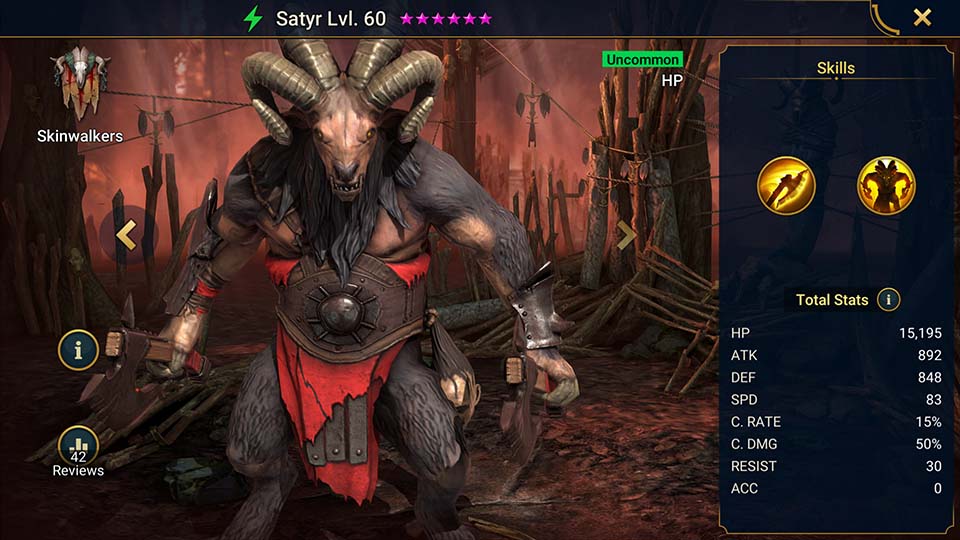 Satyr Lvl. 60
Skinwalkers
Uncommon
HP
42
Reviews
Skills
Total Stats
HP 15,195
ATK 892
DEF 848
SPD 83
C. RATE 15%
C. DMG 50%
RESIST 30
ACC 0